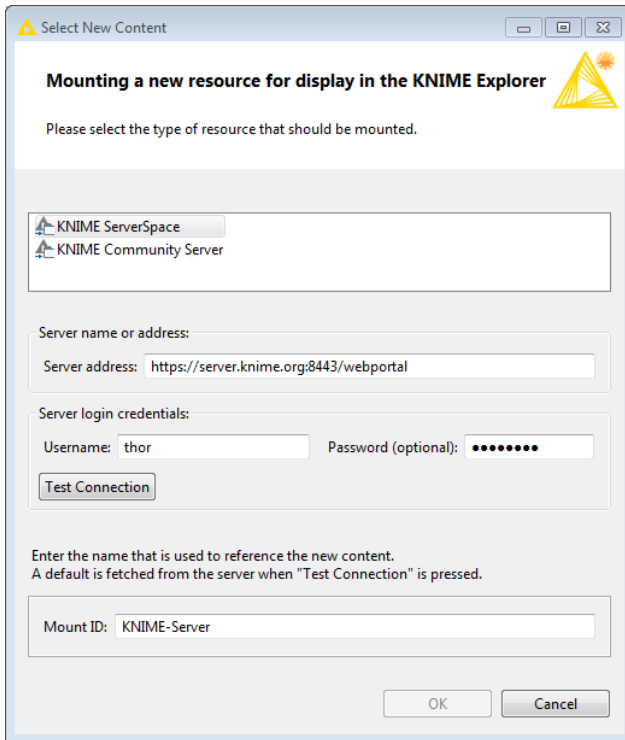 Select New Content
Mounting a new resource for display in the KNIME Explorer
Please select the type of resource that should be mounted.
KNIME ServerSpace
KNIME Community Server
Server name or address:
Server address: https://server.knime.org:8443/webportal
Server login credentials:
Username: thor Password (optional): ●●●●●●●●
Test Connection
Enter the name that is used to reference the new content.
A default is fetched from the server when "Test Connection" is pressed.
Mount ID: KNIME-Server
OK Cancel